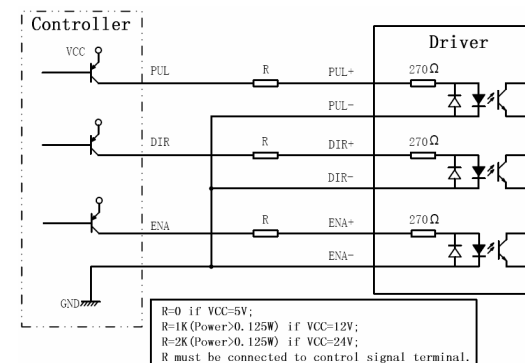 Controller
Driver
VCC
PUL
R
PUL+
270Ω
PUL-
DIR
R
DIR+
270Ω
DIR-
ENA
R
ENA+
270Ω
ENA-
GND
R=0 if VCC=5V;
R=1K(Power>0.125W) if VCC=12V;
R=2K(Power>0.125W) if VCC=24V;
R must be connected to control signal terminal.